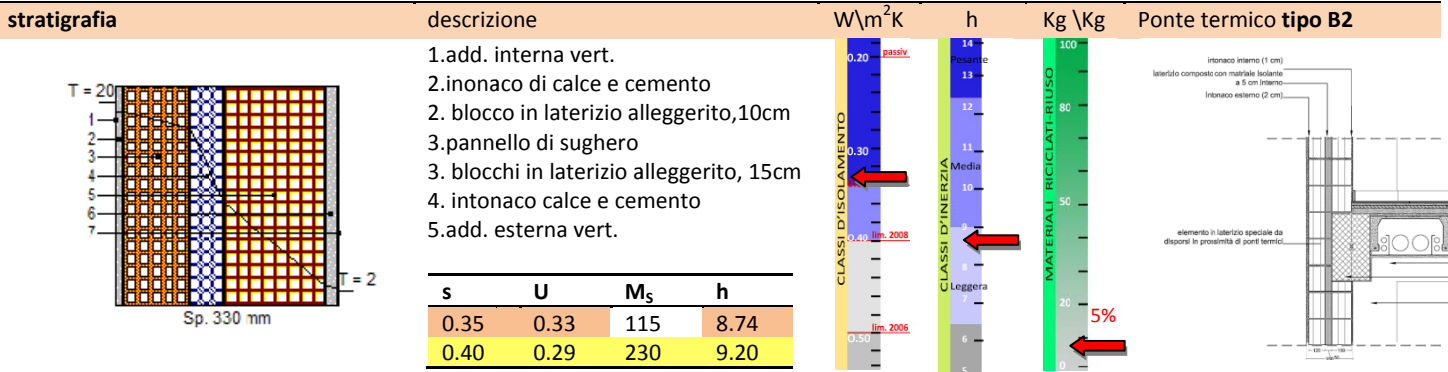 stratigrafia descrizione W\m²K h Kg \Kg Ponte termico tipo B2
T = 20
1
2
3
4
5
6
7
T = 2
Sp. 330 mm
1.add. interna vert.
2.inonaco di calce e cemento
2. blocco in laterizio alleggerito,10cm
3.pannello di sughero
3. blocchi in laterizio alleggerito, 15cm
4. intonaco calce e cemento
5.add. esterna vert.
s U Ms h
0.35 0.33 115 8.74
0.40 0.29 230 9.20
CLASSI D'ISOLAMENTO
0.20 passiv
0.30
0.40 lim. 2008
lim. 2006
0.50
CLASSI D'INERZIA
14
Pesante
13
12
11
Media
10
9
8
Leggera
7
6
5
MATERIALI RICICLATI-RIUSO
100
80
50
20
5%
0
intonaco interno (1 cm)
laterizio composto con matriale isolante
a 5 cm interno
Intonaco esterno (2 cm)
elemento in laterizio speciale da
disporsi in prossimità di ponti termici